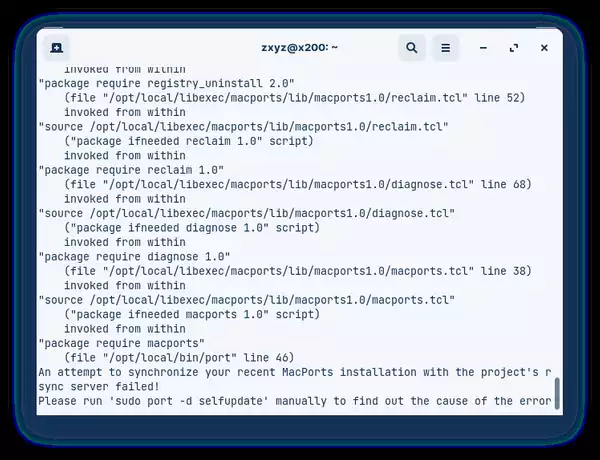 zxyz@x200: ~
invoked from within
"package require registry_uninstall 2.0"
(file "/opt/local/libexec/macports/lib/macports1.0/reclaim.tcl" line 52)
invoked from within
"source /opt/local/libexec/macports/lib/macports1.0/reclaim.tcl"
("package ifneeded reclaim 1.0" script)
invoked from within
"package require reclaim 1.0"
(file "/opt/local/libexec/macports/lib/macports1.0/diagnose.tcl" line 68)
invoked from within
"source /opt/local/libexec/macports/lib/macports1.0/diagnose.tcl"
("package ifneeded diagnose 1.0" script)
invoked from within
"package require diagnose 1.0"
(file "/opt/local/libexec/macports/lib/macports1.0/macports.tcl" line 38)
invoked from within
"source /opt/local/libexec/macports/lib/macports1.0/macports.tcl"
("package ifneeded macports 1.0" script)
invoked from within
"package require macports"
(file "/opt/local/bin/port" line 46)
An attempt to synchronize your recent MacPorts installation with the project's r
sync server failed!
Please run 'sudo port -d selfupdate' manually to find out the cause of the error